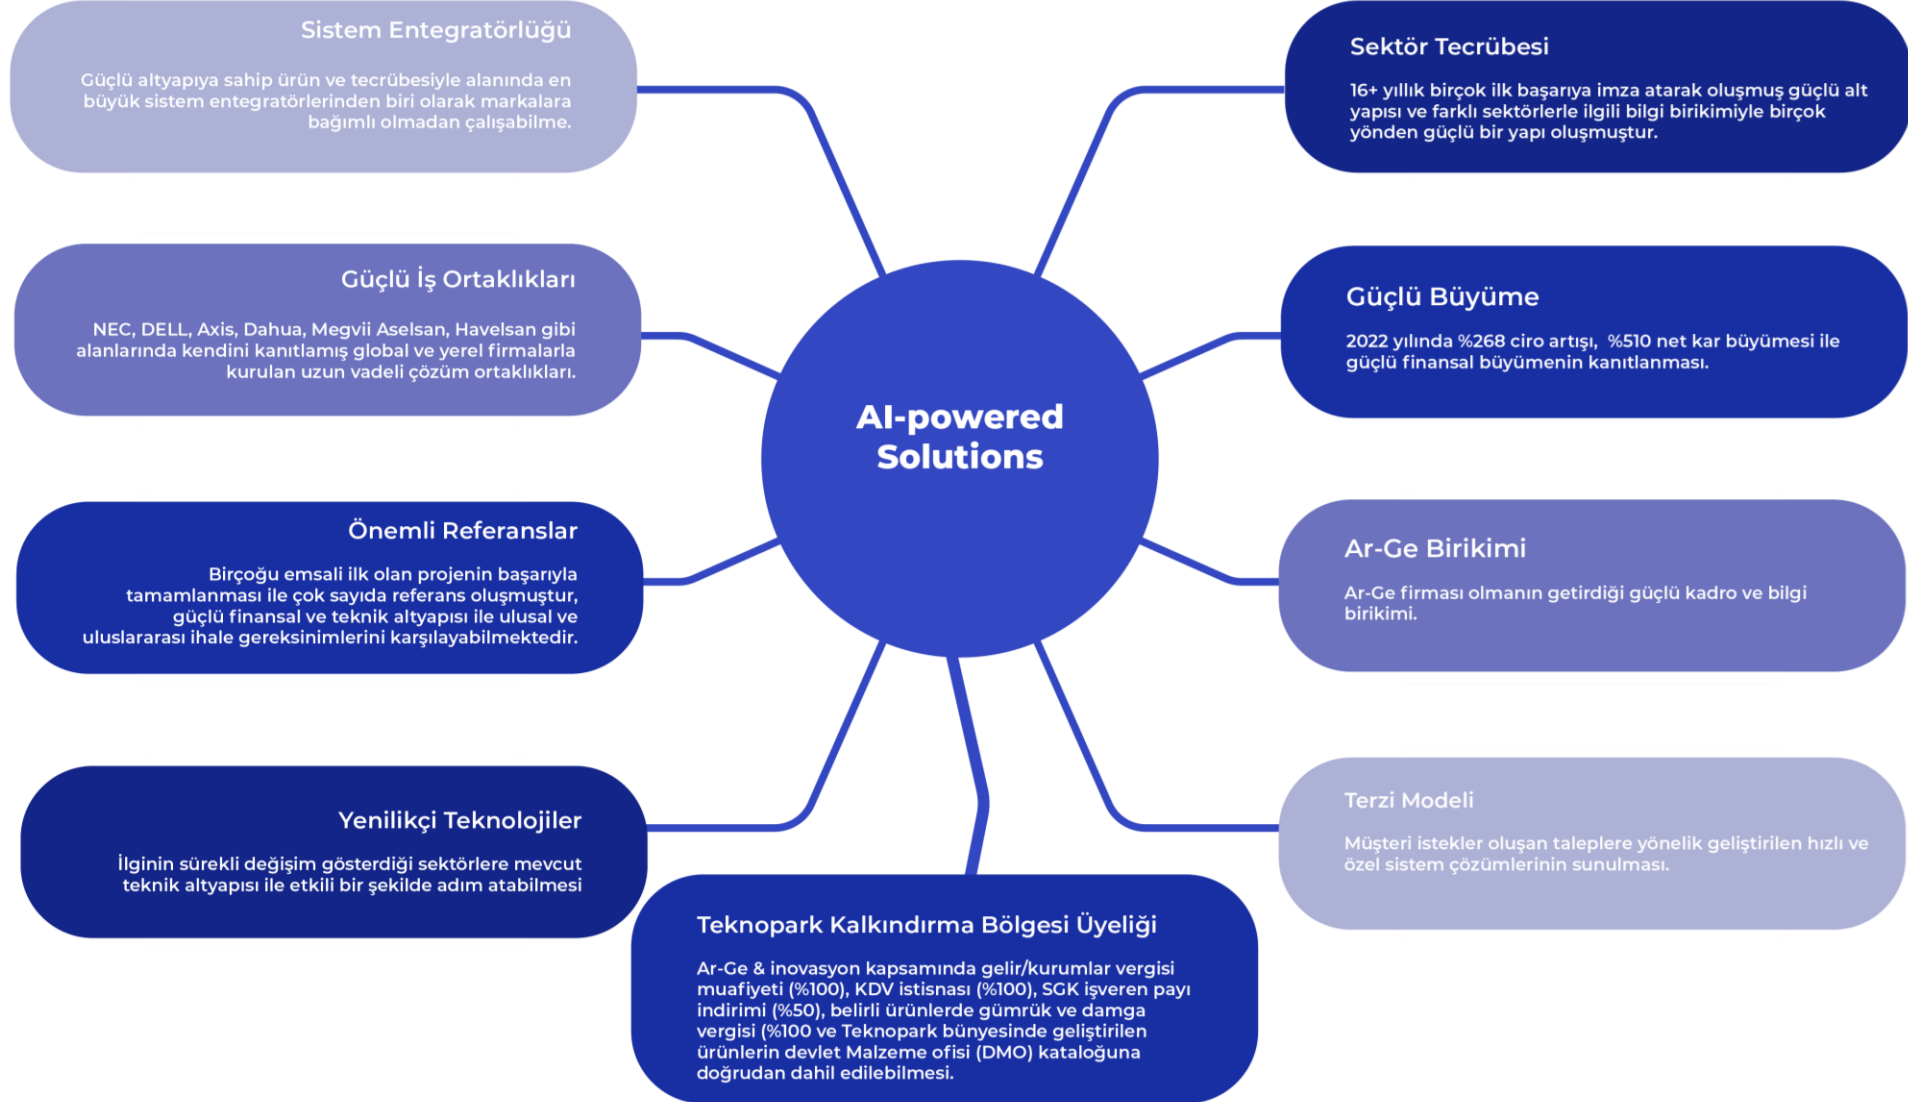 Sistem Entegratörlüğü
Güçlü altyapıya sahip ürün ve tecrübesiyle alanında en
büyük sistem entegratörlerinden biri olarak markalara
bağımlı olmadan çalışabilme.
Güçlü İş Ortaklıkları
NEC, DELL, Axis, Dahua, Megvii Aselsan, Havelsan gibi
alanlarında kendini kanıtlamış global ve yerel firmalarla
kurulan uzun vadeli çözüm ortaklıkları.
Önemli Referanslar
Birçoğu emsali ilk olan projenin başarıyla
tamamlanması ile çok sayıda referans oluşmuştur,
güçlü finansal ve teknik altyapısı ile ulusal ve
uluslararası ihale gereksinimlerini karşılayabilmektedir.
Yenilikçi Teknolojiler
İlginin sürekli değişim gösterdiği sektörlere mevcut
teknik altyapısı ile etkili bir şekilde adım atabilmesi
AI-powered
Solutions
Sektör Tecrübesi
16+ yıllık birçok ilk başarıya imza atarak oluşmuş güçlü alt
yapısı ve farklı sektörlerle ilgili bilgi birikimiyle birçok
yönden güçlü bir yapı oluşmuştur.
Güçlü Büyüme
2022 yılında %268 ciro artışı,  %510 net kar büyümesi ile
güçlü finansal büyümenin kanıtlanması.
Ar-Ge Birikimi
Ar-Ge firması olmanın getirdiği güçlü kadro ve bilgi
birikimi.
Terzi Modeli
Müşteri istekler oluşan taleplere yönelik geliştirilen hızlı ve
özel sistem çözümlerinin sunulması.
Teknopark Kalkındırma Bölgesi Üyeliği
Ar-Ge & inovasyon kapsamında gelir/kurumlar vergisi
muafiyeti (%100), KDV istisnası (%100), SGK işveren payı
indirimi (%50), belirli ürünlerde gümrük ve damga
vergisi (%100 ve Teknopark bünyesinde geliştirilen
ürünlerin devlet Malzeme ofisi (DMO) kataloğuna
doğrudan dahil edilebilmesi.